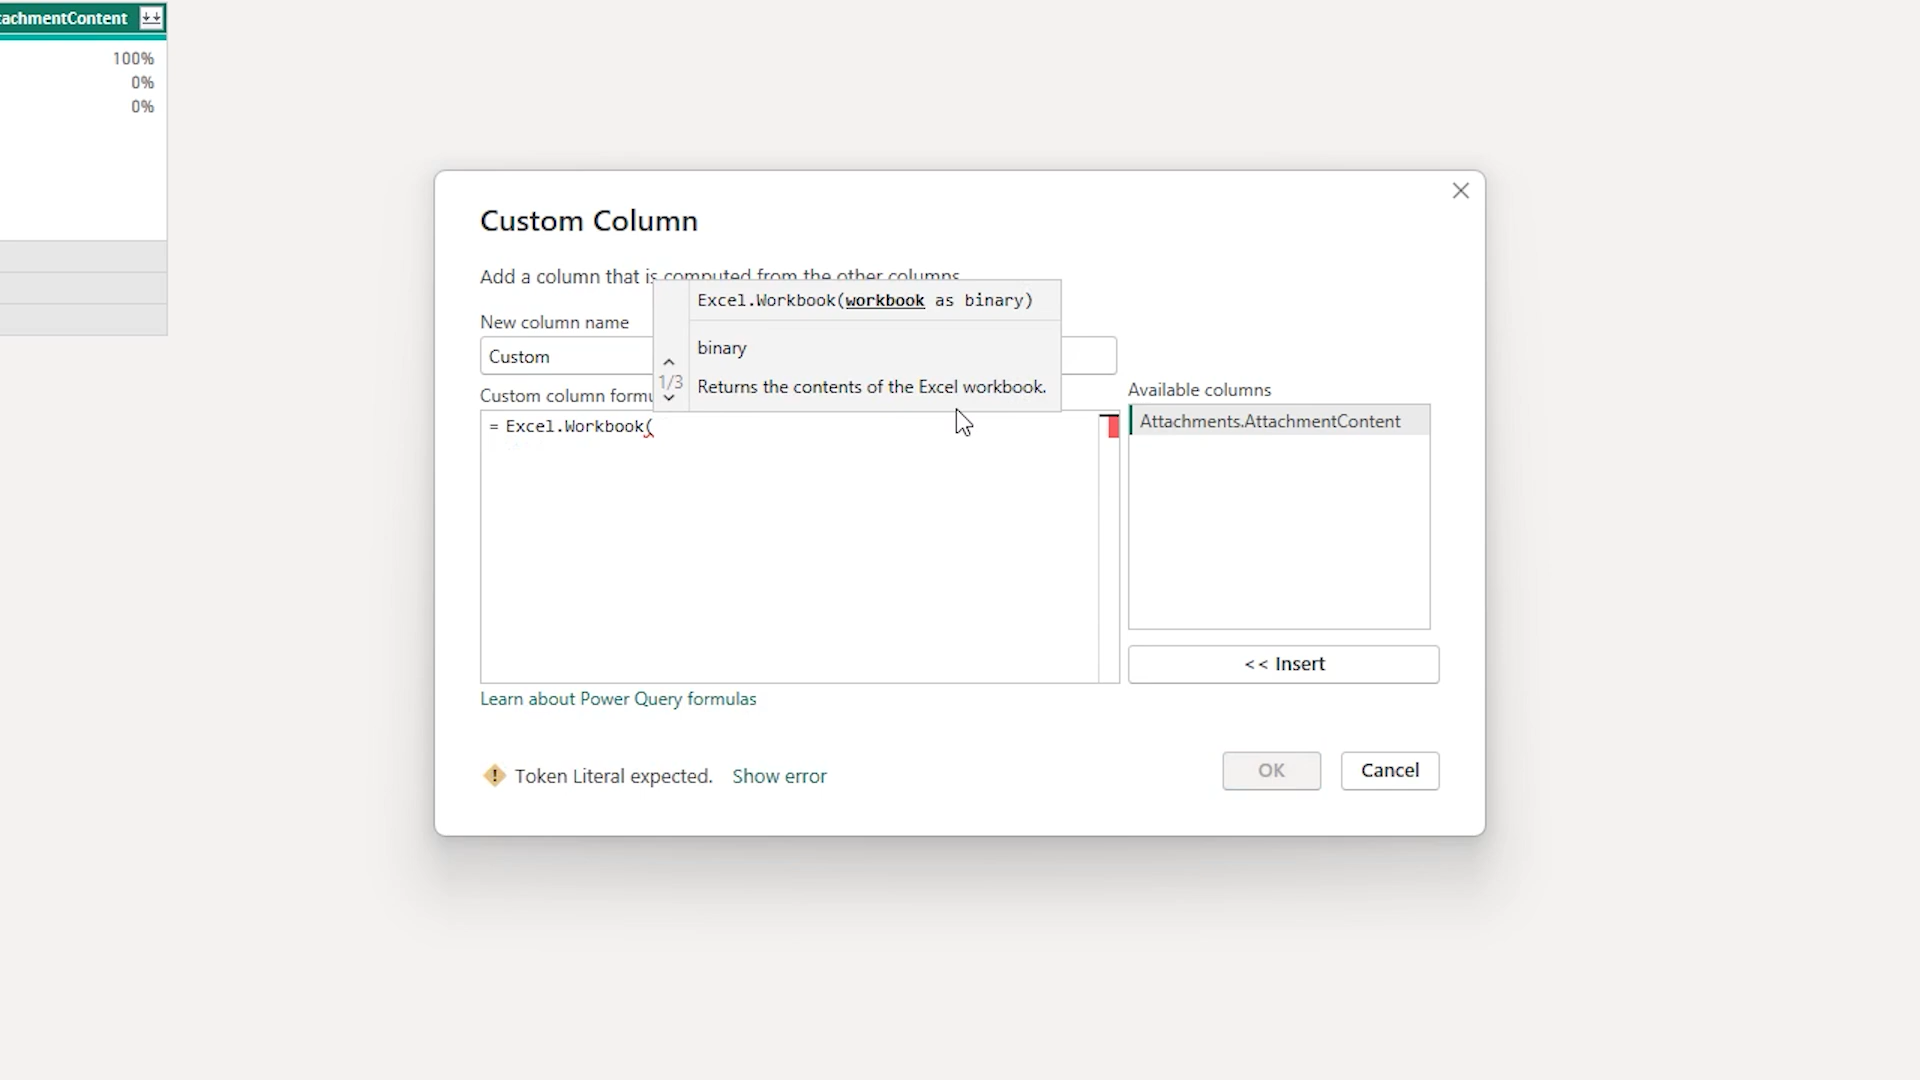 tachmentContent
100%
0%
0%
Custom Column
Add a column that is computed from the other columns
New column name
Custom
Excel.Workbook(workbook as binary)
binary
1/3
Returns the contents of the Excel workbook.
Custom column formu
= Excel.Workbook(
Available columns
Attachments.AttachmentContent
<< Insert
Learn about Power Query formulas
Token Literal expected. Show error
OK
Cancel